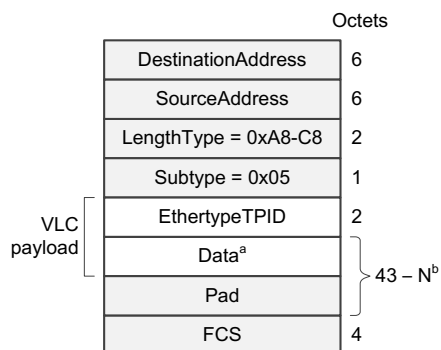 Octets
DestinationAddress 6
SourceAddress 6
LengthType = 0xA8-C8 2
Subtype = 0x05 1
EthertypeTPID 2
VLC
payload
Dataᵃ
43 – Nᵇ
Pad
FCS 4